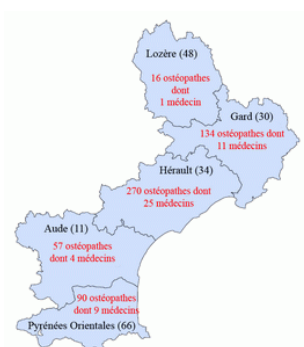 Lozère (48)
16 ostéopathes
dont
1 médecin
Gard (30)
134 ostéopathes dont
11 médecins
Hérault (34)
270 ostéopathes dont
25 médecins
Aude (11)
57 ostéopathes
dont 4 médecins
90 ostéopathes
dont 9 médecins
Pyrénées Orientales (66)